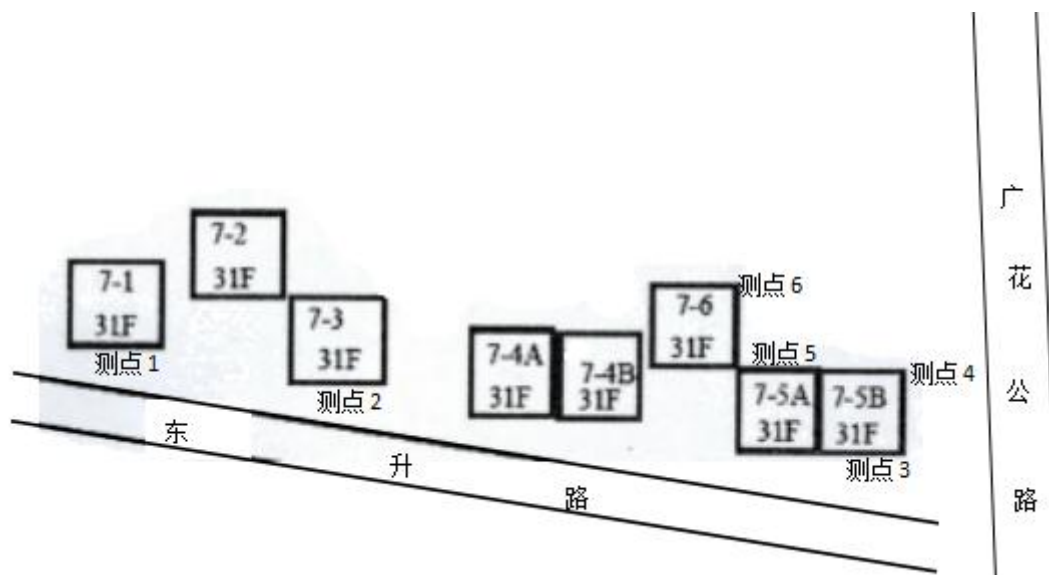 7-1
31F
测点 1
7-2
31F
7-3
31F
测点 2
7-4A
31F
7-4B
31F
7-6
31F
测点 6
测点 5
7-5A
31F
7-5B
31F
测点 4
测点 3
东
升
路
广
花
公
路